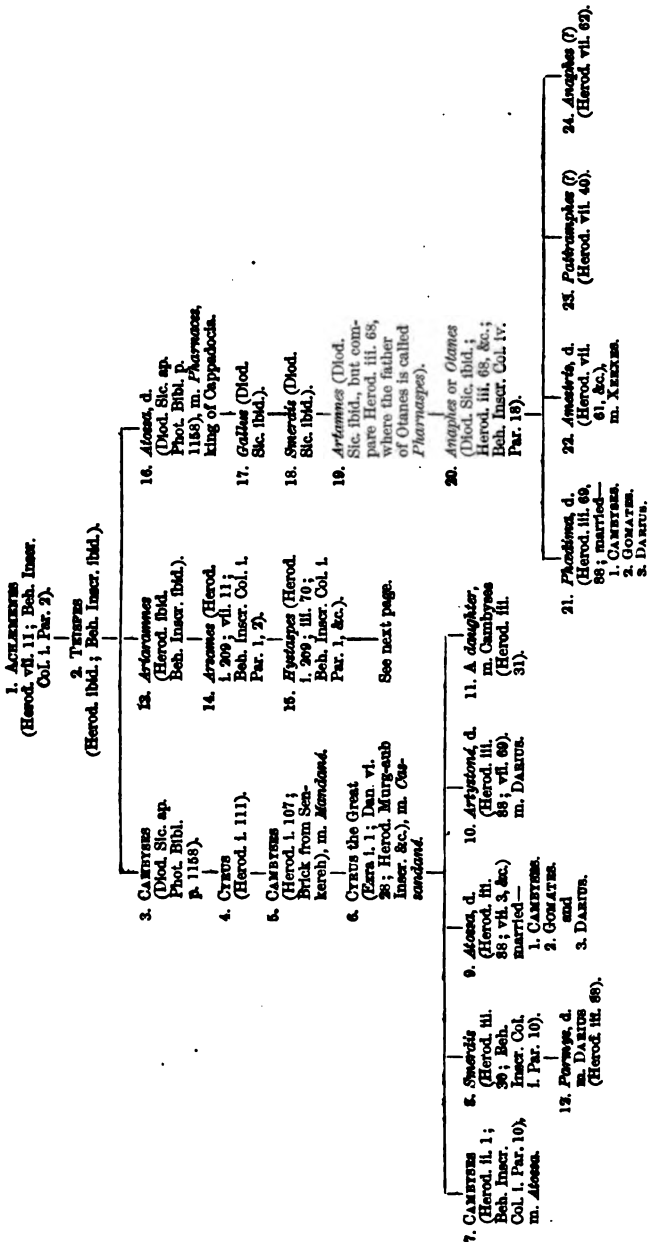 1. ACHÆMENES
(Herod. vii. 11; Beh. Inscr.
Col. i. Par. 2).
2. TEISPES
(Herod. ibid.; Beh. Inscr. ibid.).
3. CAMBYSES
(Diod. Sic. ap.
Phot. Bibl.
p. 1158).
4. CYRUS
(Herod. i. 111).
5. CAMBYSES
(Herod. i. 107;
Brick from Sen-
kereh), m. Mandané.
6. CYRUS the Great
(Ezra i. 1; Dan. vi.
28; Herod. Murg-aub
Inscr. &c.), m. Cas-
sandané.
13. Ariaramnes
(Herod. ibid.
Beh. Inscr. ibid.).
14. Arsames (Herod.
i. 209; vii. 11;
Beh. Inscr. Col. i.
Par. 1, 2).
15. Hystaspes (Herod.
i. 209; iii. 70;
Beh. Inscr. Col. i.
Par. 1, &c.).
See next page.
16. Atossa, d.
(Diod. Sic. ap.
Phot. Bibl. p.
1158), m. Pharnaces,
king of Cappadocia.
17. Gallus (Diod.
Sic. ibid.).
18. Smerdis (Diod.
Sic. ibid.).
19. Artamnes (Diod.
Sic. ibid., but com-
pare Herod. iii. 68,
where the father
of Otanes is called
Pharnaspes).
20. Anaphes or Otanes
(Diod. Sic. ibid.;
Herod. iii. 68, &c.;
Beh. Inscr. Col. iv.
Par. 18).
7. CAMBYSES
(Herod. ii. 1;
Beh. Inscr.
Col. i. Par. 10),
m. Atossa.
8. Smerdis
(Herod. iii.
30; Beh.
Inscr. Col.
i. Par. 10).
12. Parmys, d.
m. DARIUS
(Herod. iii. 88).
9. Atossa, d.
(Herod. iii.
88; vii. 3, &c.)
married—
1. CAMBYSES.
2. GOMATES
and
3. DARIUS.
10. Artystoné, d.
(Herod. iii.
88; vii. 69).
m. DARIUS.
11. A daughter,
m. Cambyses
(Herod. iii.
31).
21. Phædima, d.
(Herod. iii. 69,
88; married—
1. CAMBYSES.
2. GOMATES.
3. DARIUS.
22. Amestris, d.
(Herod. vii.
61, &c.),
m. XERXES.
23. Patiramphes (?)
(Herod. vii. 40).
24. Anaphes (?)
(Herod. vii. 62).